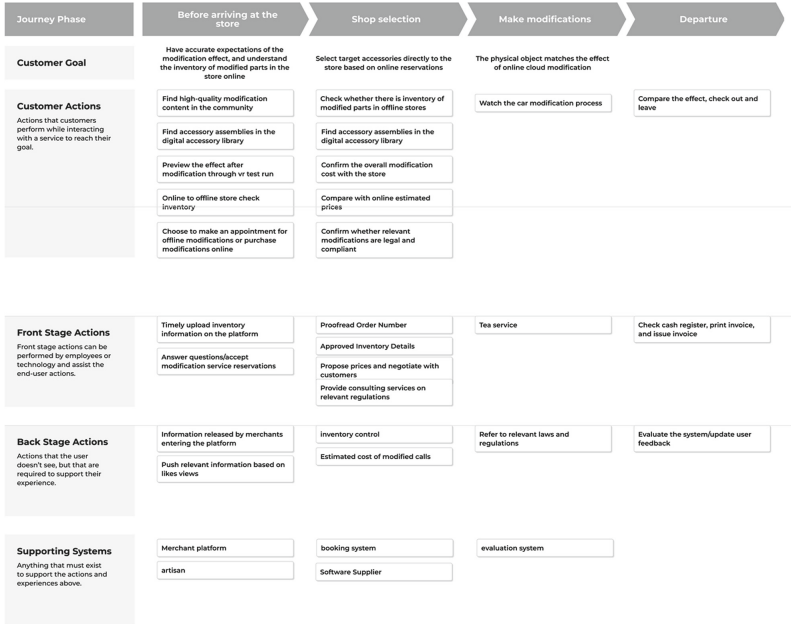 Journey Phase
Before arriving at the
store
Shop selection
Make modifications
Departure
Customer Goal
Have accurate expectations of the
modification effect, and understand
the inventory of modified parts in the
store online
Select target accessories directly to the
store based on online reservations
The physical object matches the effect
of online cloud modification
Customer Actions
Actions that customers
perform while interacting
with a service to reach their
goal.
Find high-quality modification
content in the community
Find accessory assemblies in the
digital accessory library
Preview the effect after
modification through vr test run
Online to offline store check
inventory
Choose to make an appointment for
offline modifications or purchase
modifications online
Check whether there is inventory of
modified parts in offline stores
Find accessory assemblies in the
digital accessory library
Confirm the overall modification
cost with the store
Compare with online estimated
prices
Confirm whether relevant
modifications are legal and
compliant
Watch the car modification process
Compare the effect, check out and
leave
Front Stage Actions
Front stage actions can be
performed by employees or
technology and assist the
end-user actions.
Timely upload inventory
information on the platform
Answer questions/accept
modification service reservations
Proofread Order Number
Approved Inventory Details
Propose prices and negotiate with
customers
Provide consulting services on
relevant regulations
Tea service
Check cash register, print invoice,
and issue invoice
Back Stage Actions
Actions that the user
doesn't see, but that are
required to support their
experience.
Information released by merchants
entering the platform
Push relevant information based on
likes views
inventory control
Estimated cost of modified calls
Refer to relevant laws and
regulations
Evaluate the system/update user
feedback
Supporting Systems
Anything that must exist
to support the actions and
experiences above.
Merchant platform
artisan
booking system
Software Supplier
evaluation system